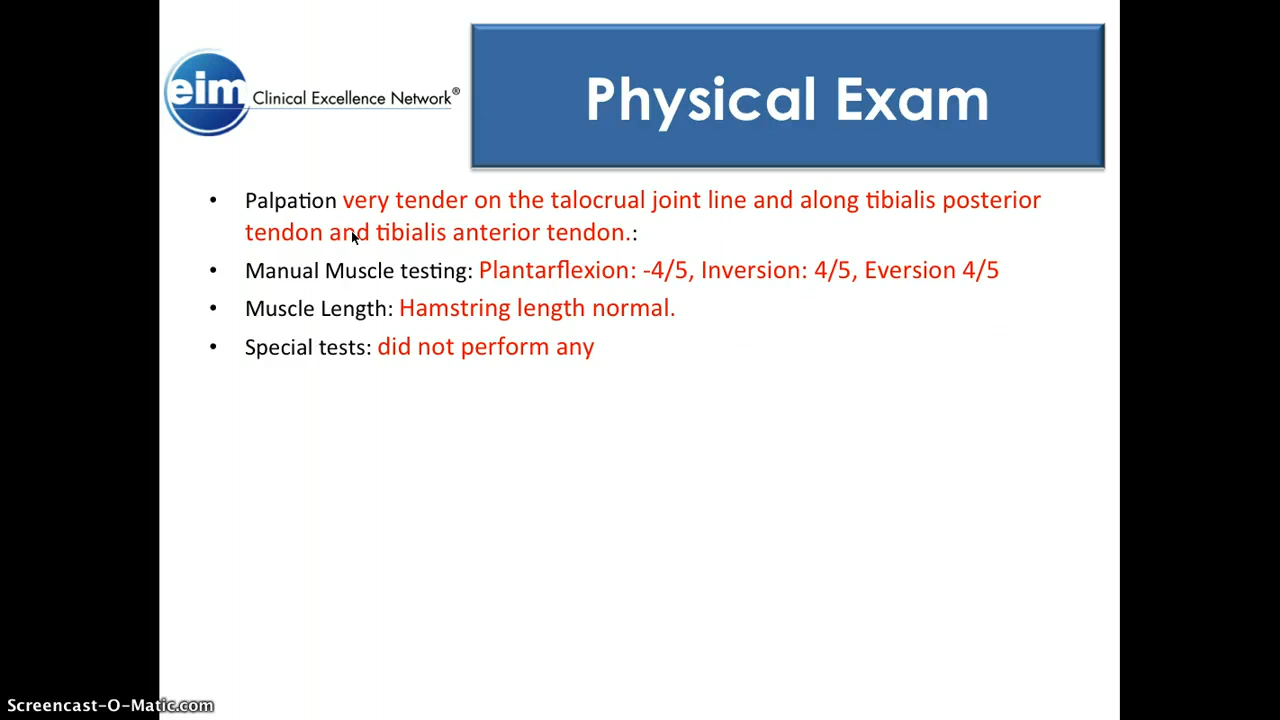 eim Clinical Excellence Network®
Physical Exam
• Palpation very tender on the talocrual joint line and along tibialis posterior
tendon and tibialis anterior tendon.:
• Manual Muscle testing: Plantarflexion: -4/5, Inversion: 4/5, Eversion 4/5
• Muscle Length: Hamstring length normal.
• Special tests: did not perform any
Screencast-O-Matic.com